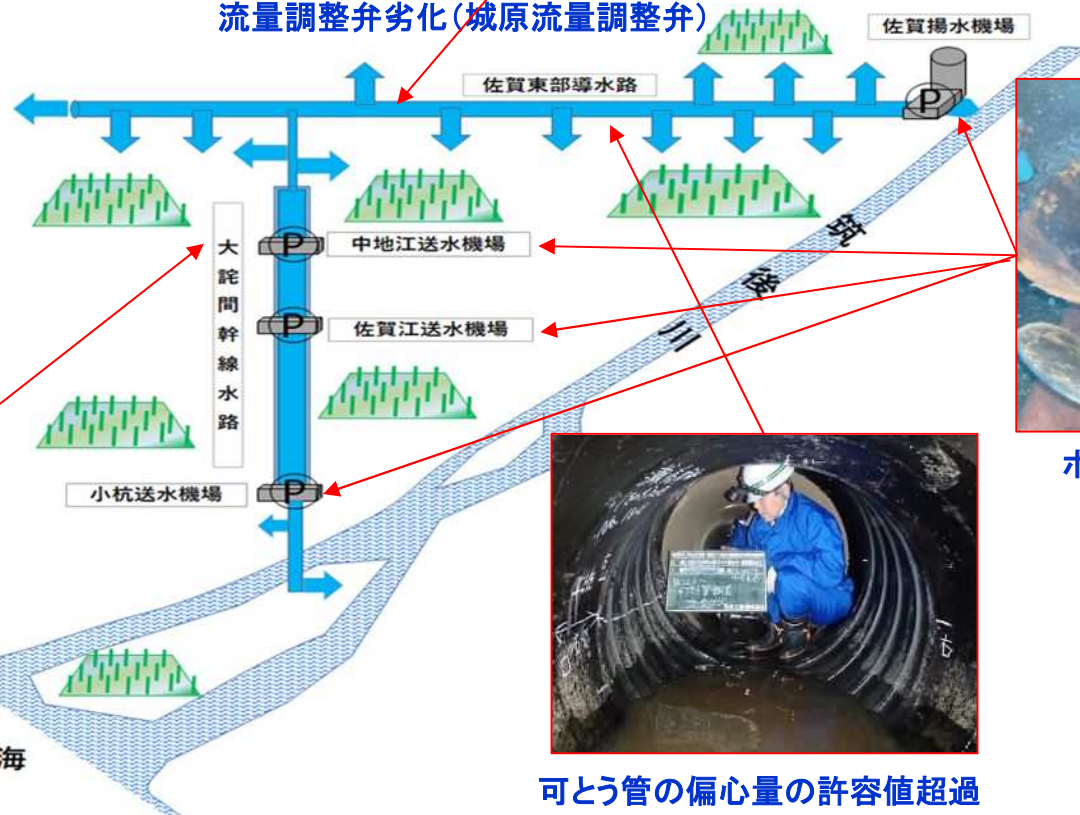 流量調整弁劣化(城原流量調整弁)
佐賀揚水機場
佐賀東部導水路
P
筑後川
大詫間幹線水路
P
中地江送水機場
P
佐賀江送水機場
小杭送水機場
P
海
可とう管の偏心量の許容値超過